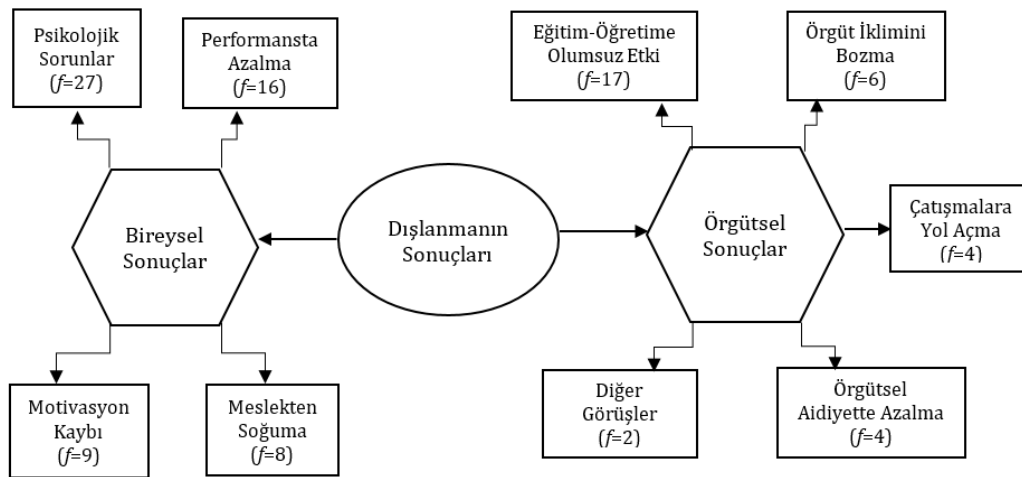 Psikolojik
Sorunlar
(f=27)
Performansta
Azalma
(f=16)
Eğitim-Öğretime
Olumsuz Etki
(f=17)
Örgüt İklimini
Bozma
(f=6)
Bireysel
Sonuçlar
Dışlanmanın
Sonuçları
Örgütsel
Sonuçlar
Çatışmalara
Yol Açma
(f=4)
Motivasyon
Kaybı
(f=9)
Meslekten
Soğuma
(f=8)
Diğer
Görüşler
(f=2)
Örgütsel
Aidiyette Azalma
(f=4)